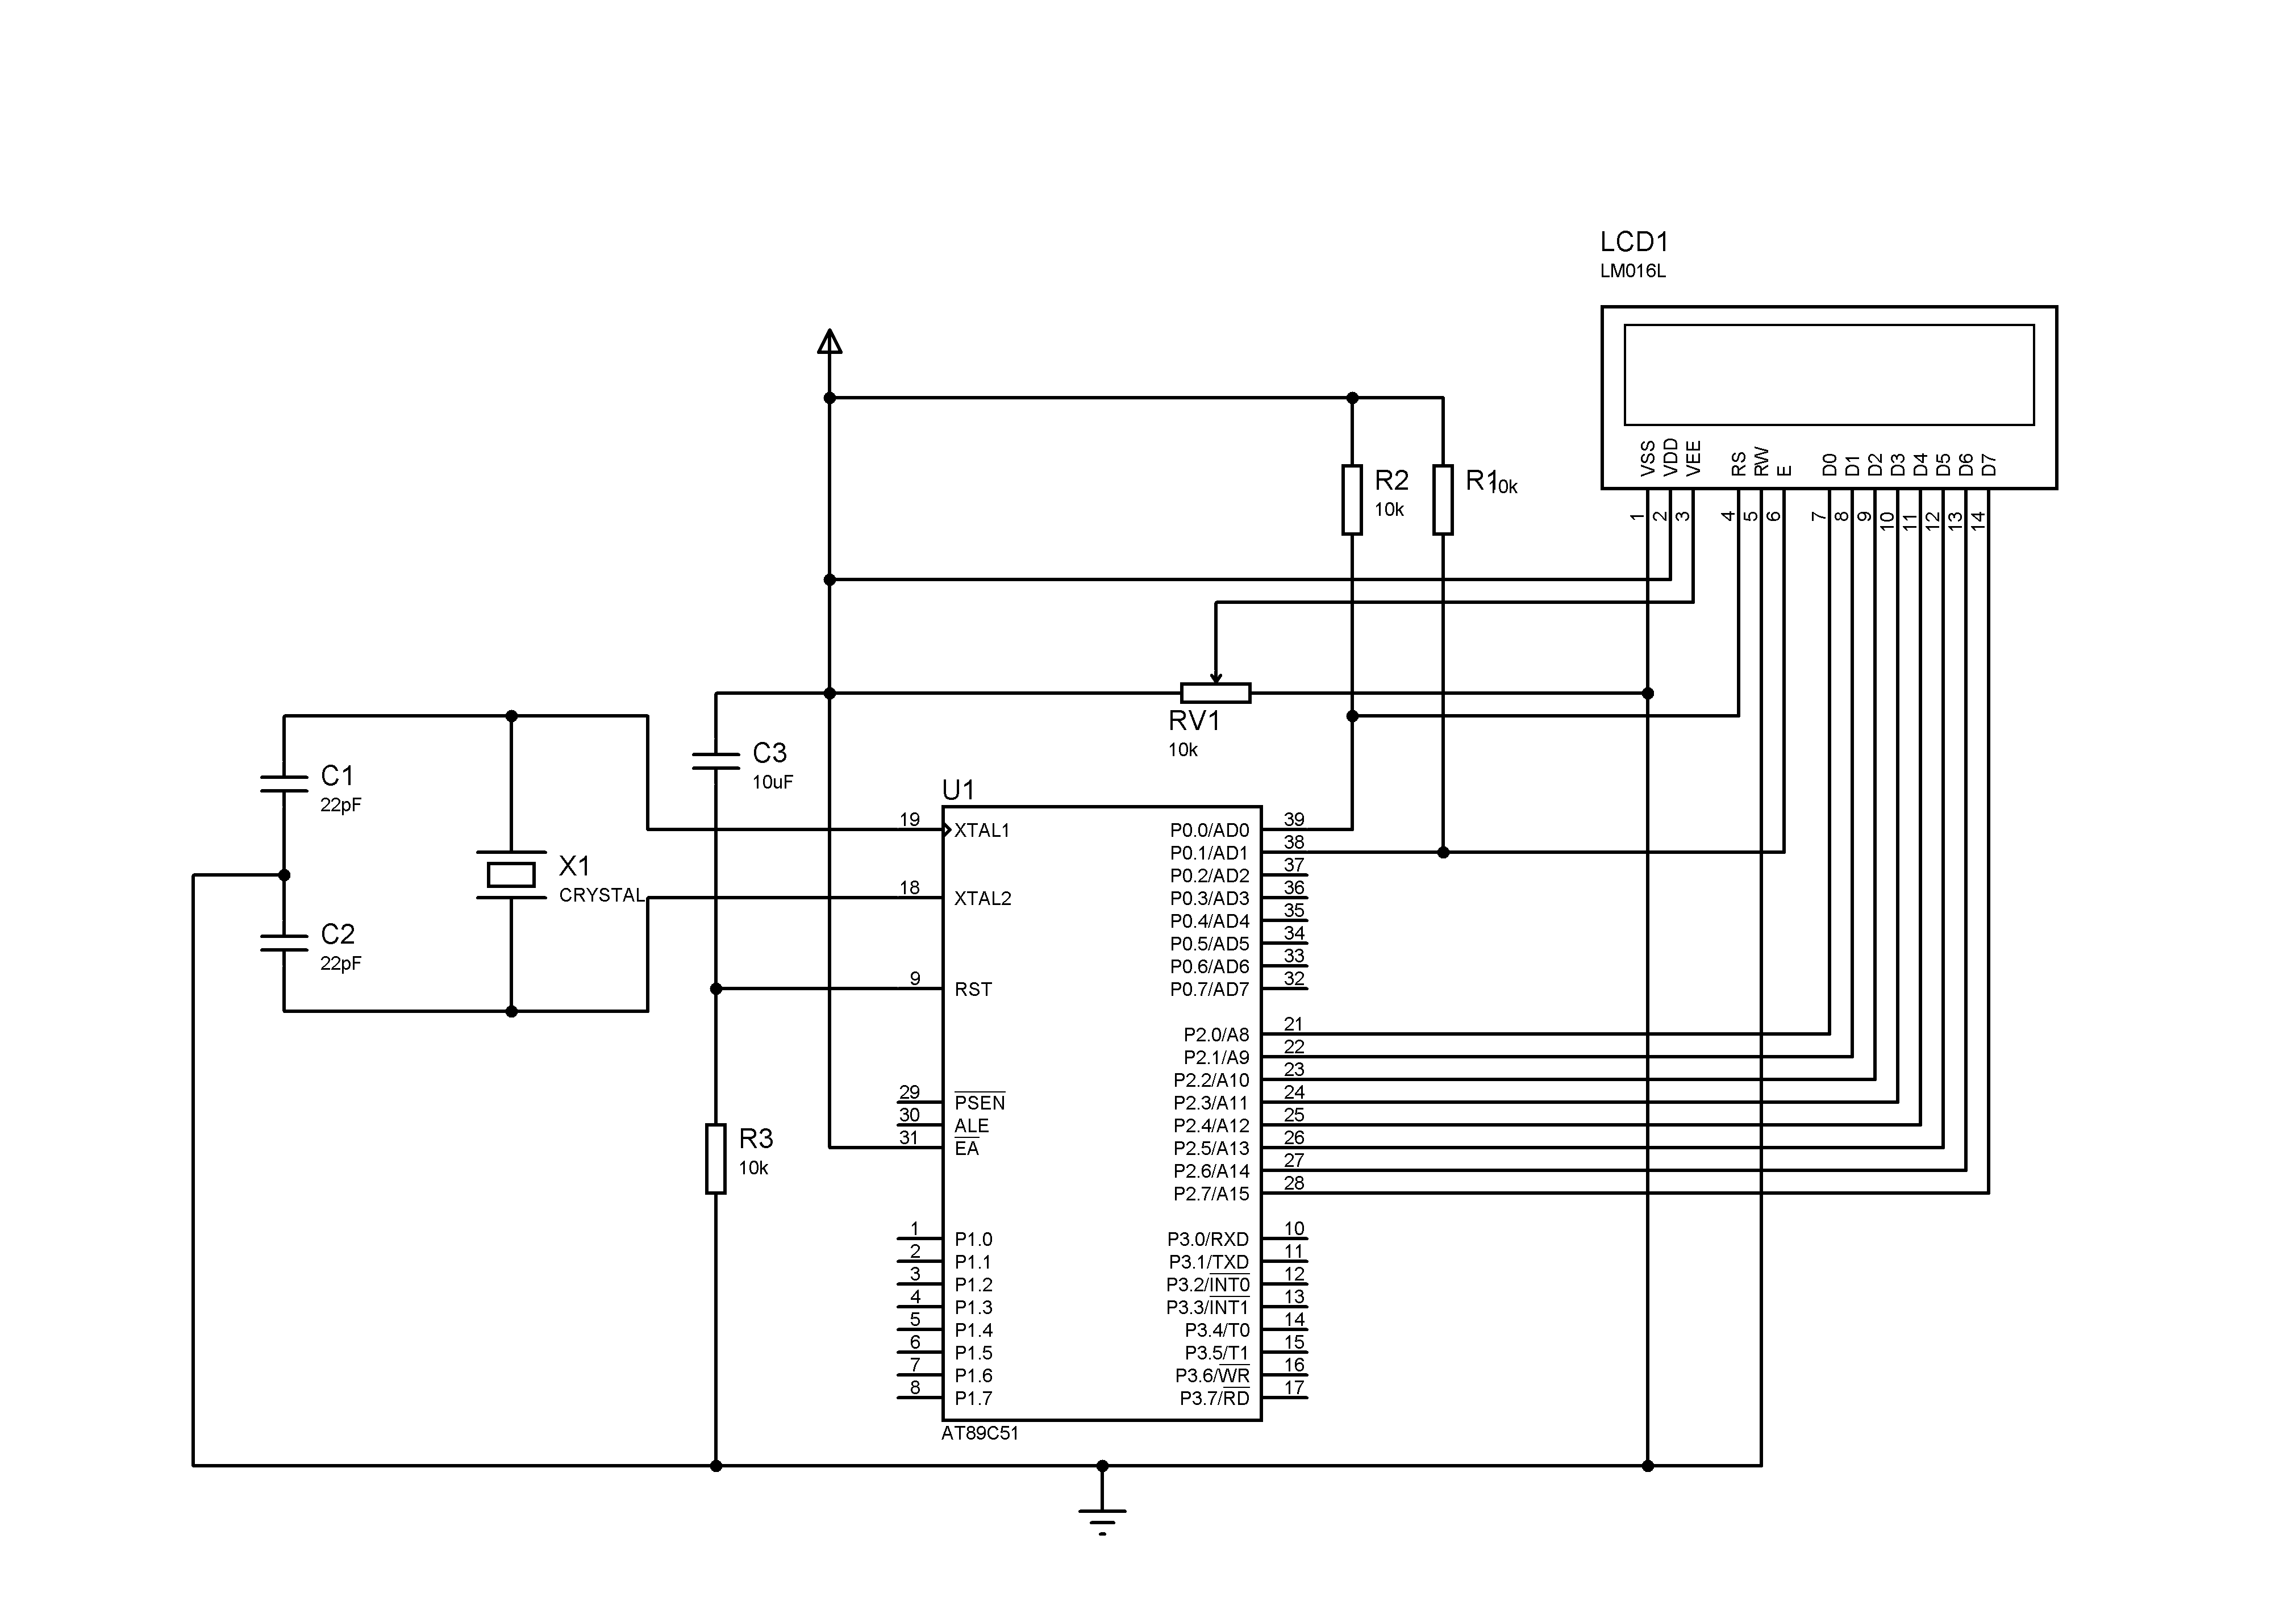 LCD1
LM016L
VSS
VDD
VEE
RS
RW
E
D0
D1
D2
D3
D4
D5
D6
D7
1
2
3
4
5
6
7
8
9
10
11
12
13
14
R2
10k
R1
10k
RV1
10k
C3
10uF
C1
22pF
X1
CRYSTAL
C2
22pF
R3
10k
U1
19 XTAL1
18 XTAL2
9 RST
29 PSEN
30 ALE
31 EA
1 P1.0
2 P1.1
3 P1.2
4 P1.3
5 P1.4
6 P1.5
7 P1.6
8 P1.7
P0.0/AD0 39
P0.1/AD1 38
P0.2/AD2 37
P0.3/AD3 36
P0.4/AD4 35
P0.5/AD5 34
P0.6/AD6 33
P0.7/AD7 32
P2.0/A8 21
P2.1/A9 22
P2.2/A10 23
P2.3/A11 24
P2.4/A12 25
P2.5/A13 26
P2.6/A14 27
P2.7/A15 28
P3.0/RXD 10
P3.1/TXD 11
P3.2/INT0 12
P3.3/INT1 13
P3.4/T0 14
P3.5/T1 15
P3.6/WR 16
P3.7/RD 17
AT89C51